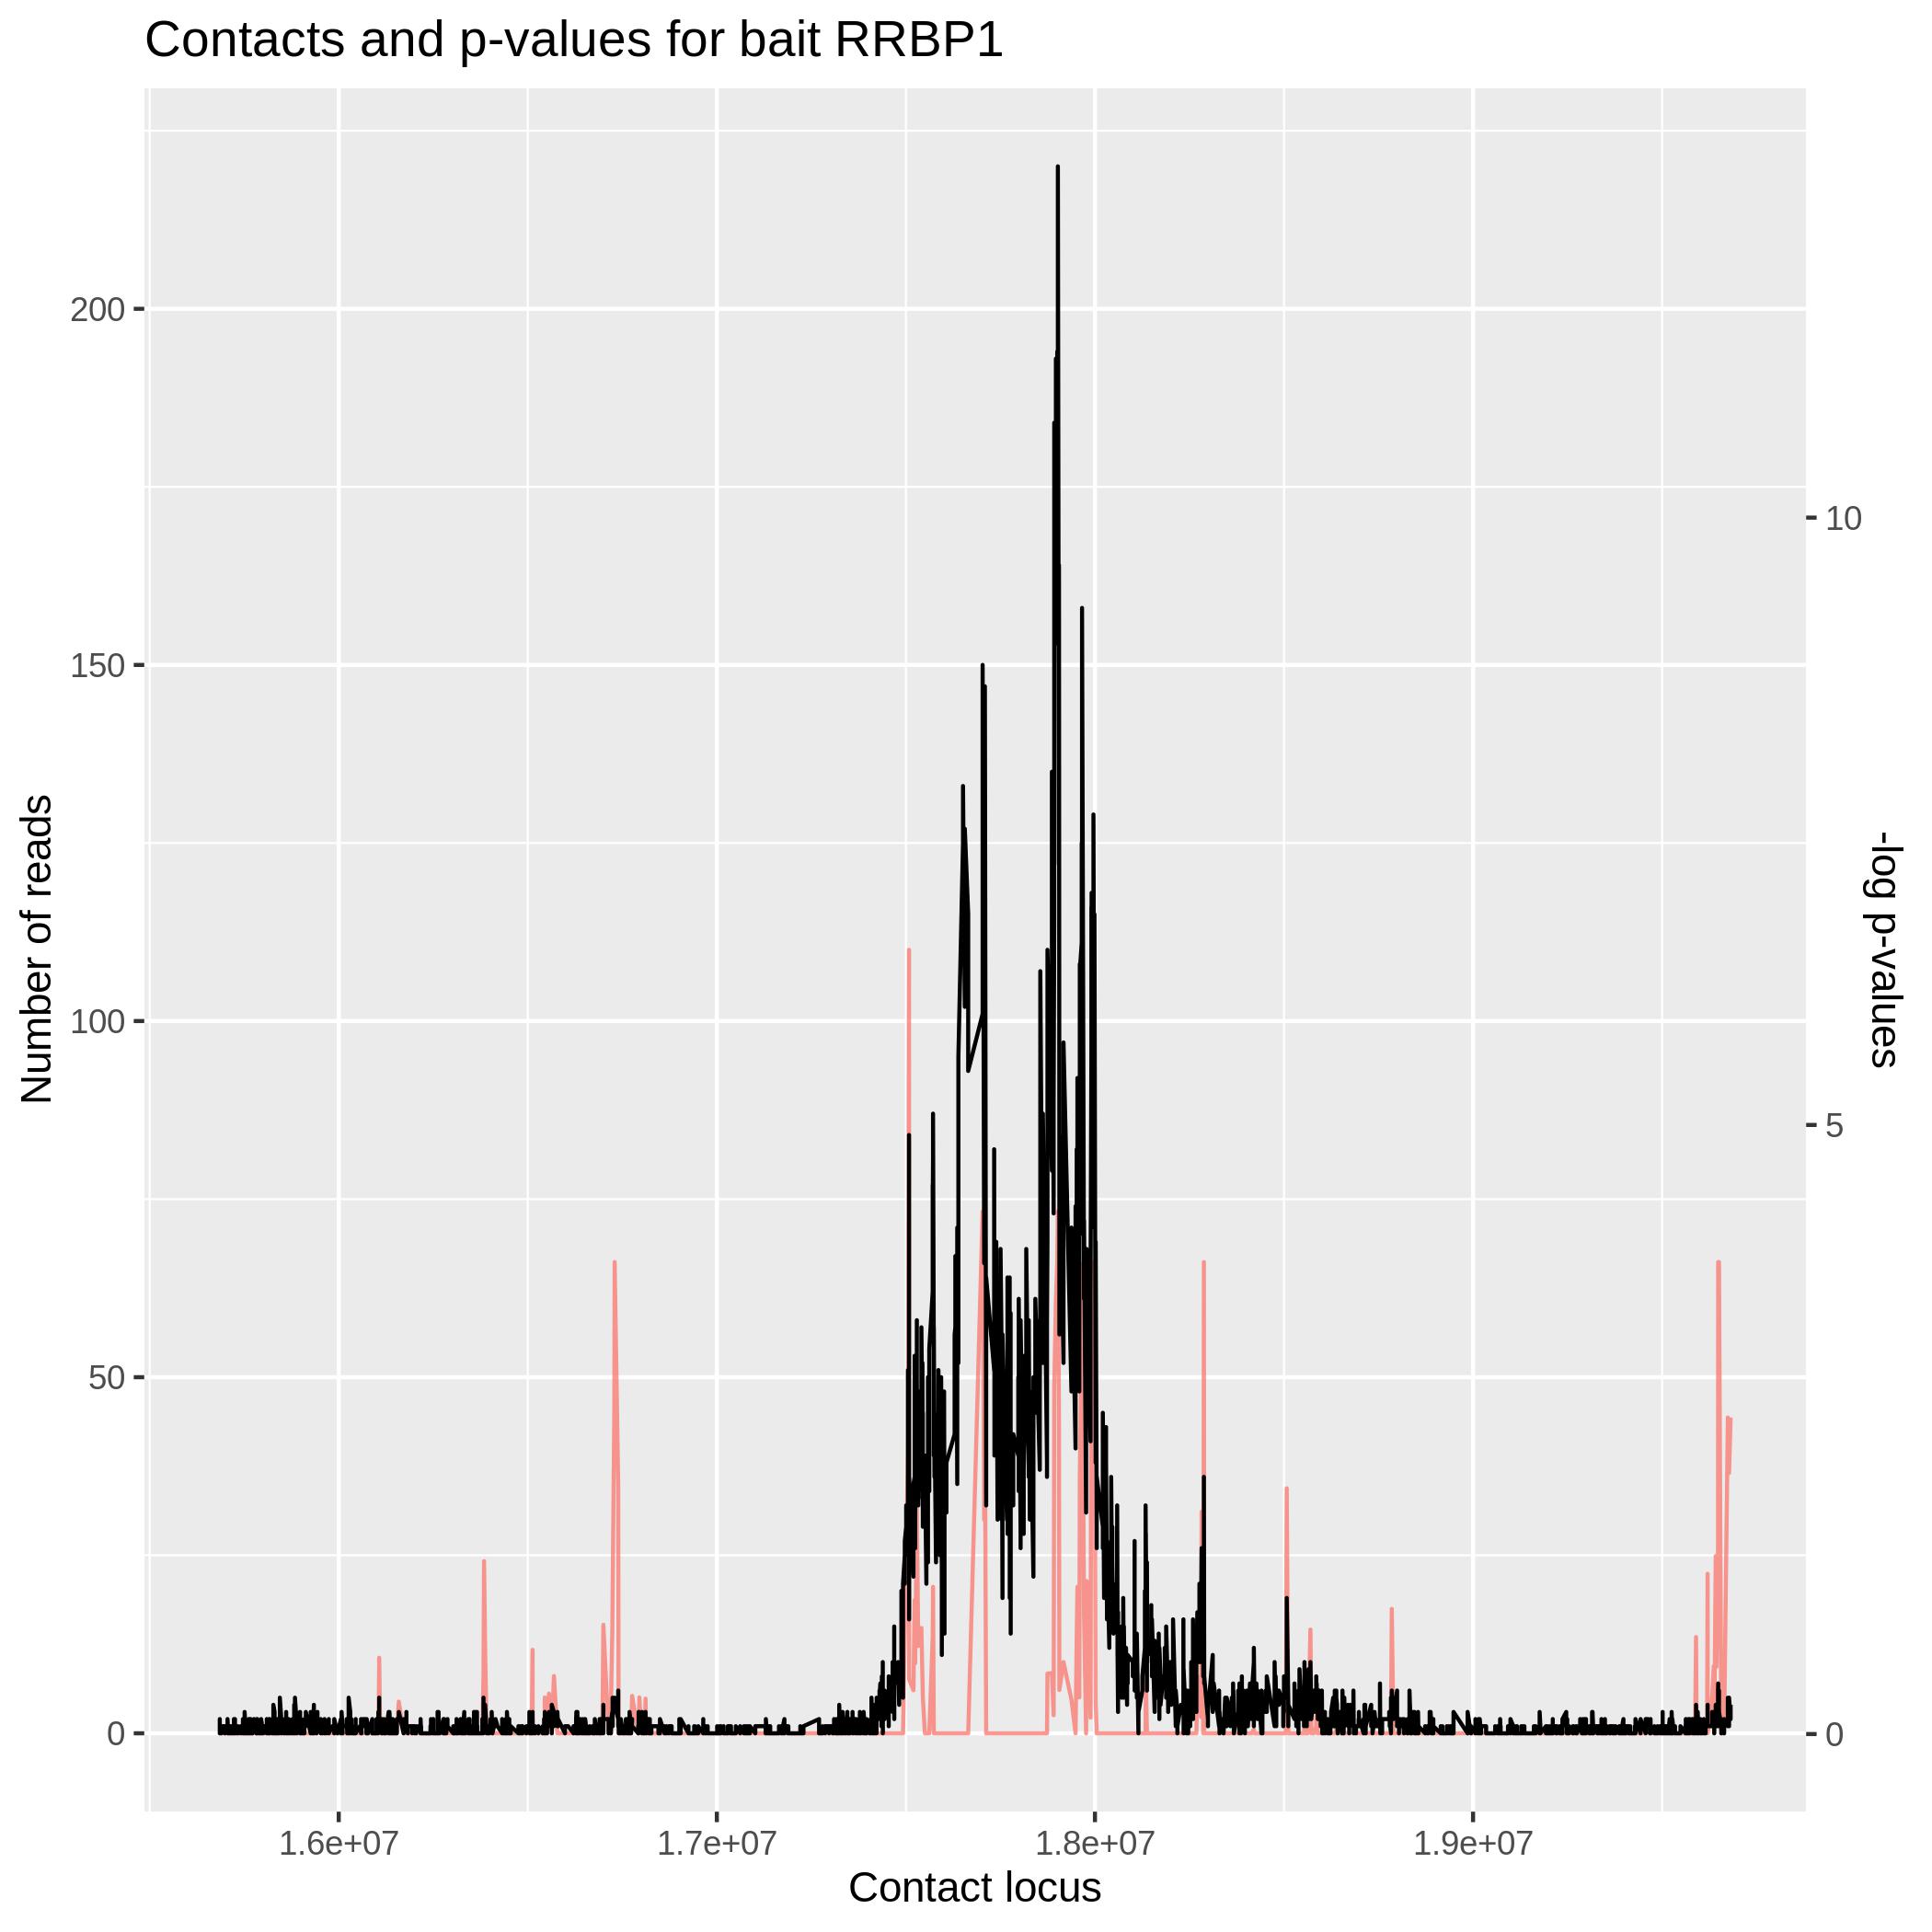 Contacts and p-values for bait RRBP1
200
150
100
50
0
10
5
0
1.6e+07
1.7e+07
1.8e+07
1.9e+07
Number of reads
-log p-values
Contact locus